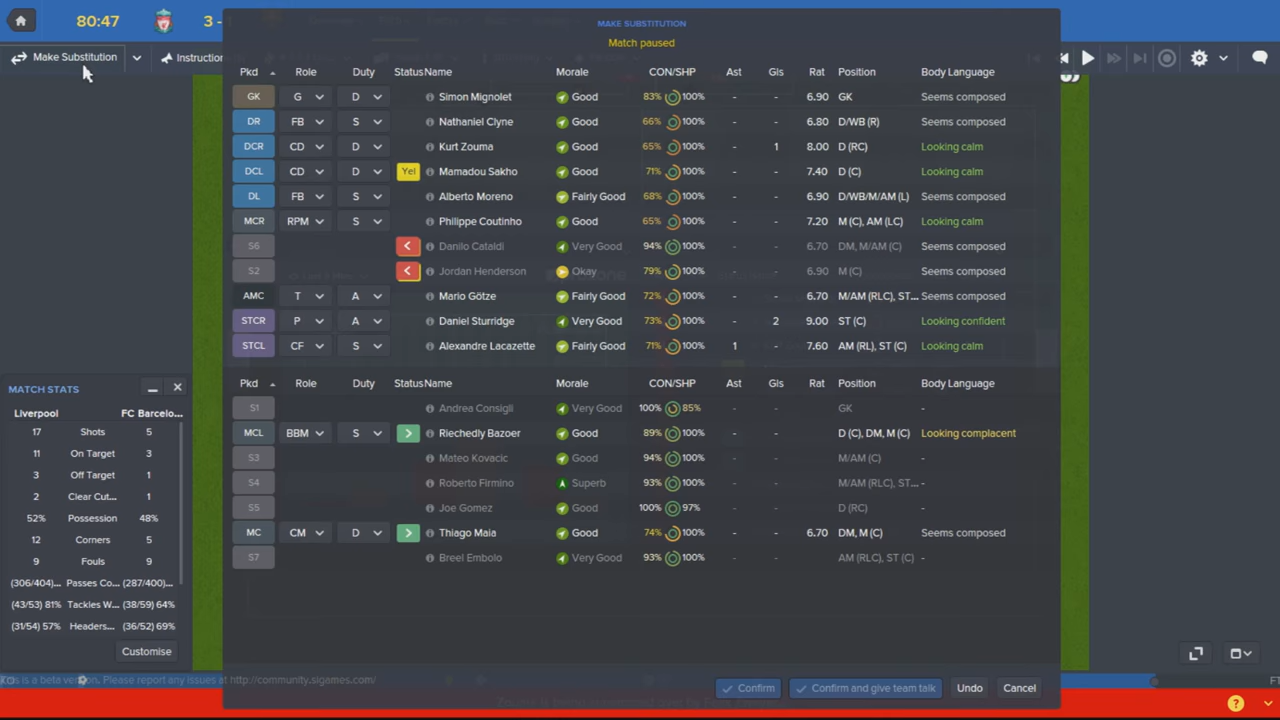 MAKE SUBSTITUTION
80:47 3 -
Match paused
Make Substitution Instruction
Pkd Role Duty Status Name Morale CON/SHP Ast Gls Rat Position Body Language
GK G D Simon Mignolet Good 83% 100% - - 6.90 GK Seems composed
DR FB S Nathaniel Clyne Good 66% 100% - - 6.80 D/WB (R) Seems composed
DCR CD D Kurt Zouma Good 65% 100% - 1 8.00 D (RC) Looking calm
DCL CD D Yel Mamadou Sakho Good 71% 100% - - 7.40 D (C) Looking calm
DL FB S Alberto Moreno Fairly Good 68% 100% - - 6.90 D/WB/M/AM (L) Seems composed
MCR RPM S Philippe Coutinho Good 65% 100% - - 7.20 M (C), AM (LC) Looking calm
S6 Danilo Cataldi Very Good 94% 100% - - 6.70 DM, M/AM (C) Seems composed
S2 Jordan Henderson Okay 79% 100% - - 6.90 M (C) Seems composed
AMC T A Mario Götze Fairly Good 72% 100% - - 6.70 M/AM (RLC), ST... Seems composed
STCR P A Daniel Sturridge Very Good 73% 100% - 2 9.00 ST (C) Looking confident
STCL CF S Alexandre Lacazette Fairly Good 71% 100% 1 - 7.60 AM (RL), ST (C) Looking calm
Pkd Role Duty Status Name Morale CON/SHP Ast Gls Rat Position Body Language
S1 Andrea Consigli Very Good 100% 85% - - - GK -
MCL BBM S Riechedly Bazoer Good 89% 100% - - D (C), DM, M (C) Looking complacent
S3 Mateo Kovacic Good 94% 100% - - - M/AM (C) -
S4 Roberto Firmino Superb 93% 100% - - - M/AM (RLC), ST... -
S5 Joe Gomez Good 100% 97% - - - D (RC) -
MC CM D Thiago Maia Good 74% 100% - - 6.70 DM, M (C) Seems composed
S7 Breel Embolo Very Good 93% 100% - - - AM (RLC), ST (C) -
MATCH STATS
Liverpool FC Barcelo...
17 Shots 5
11 On Target 3
3 Off Target 1
2 Clear Cut... 1
52% Possession 48%
12 Corners 5
9 Fouls 9
(306/404)... Passes Co... (287/400)...
(43/53) 81% Tackles W... (38/59) 64%
(31/54) 57% Headers... (36/52) 69%
Customise
This is a beta version. Please report any issues at http://community.sigames.com/ FT
Confirm Confirm and give team talk Undo Cancel